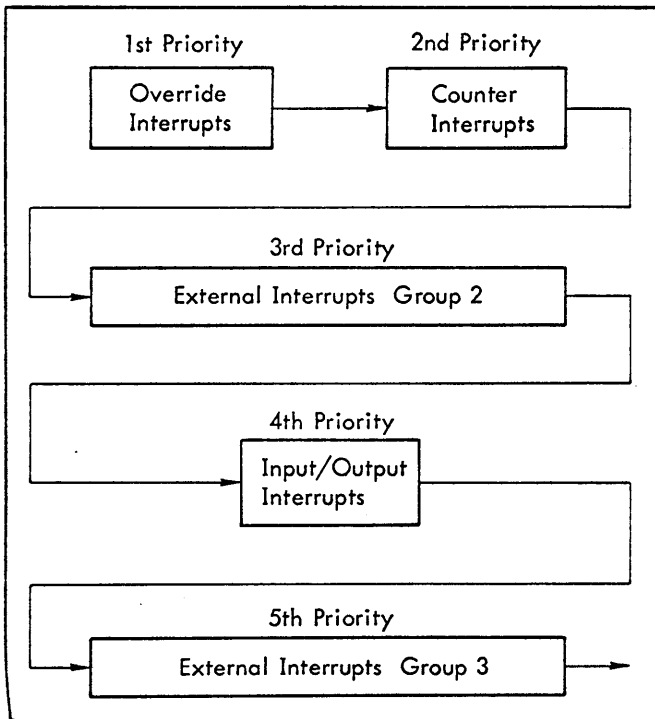 1st Priority
2nd Priority
Override
Interrupts
Counter
Interrupts
3rd Priority
External Interrupts Group 2
4th Priority
Input/Output
Interrupts
5th Priority
External Interrupts Group 3